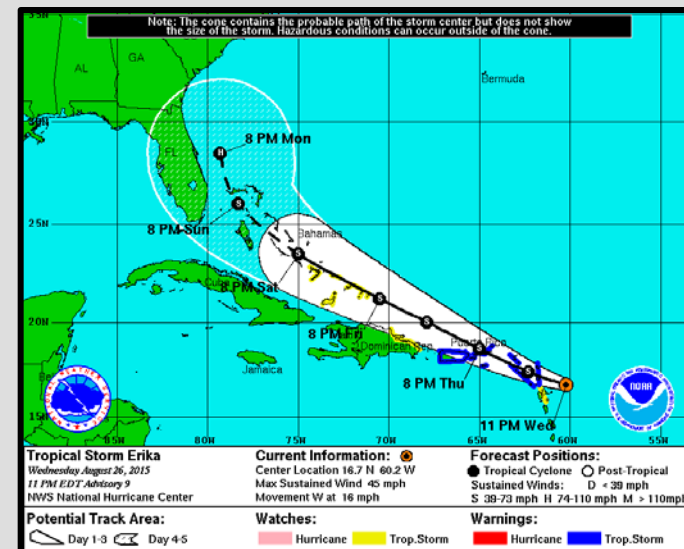 Note: The cone contains the probable path of the storm center but does not show
the size of the storm. Hazardous conditions can occur outside of the cone.
35N
AL
GA
Bermuda
30N
8 PM Mon
H
FL
S
25N
8 PM Sun
Bahamas
S
8 PM Sat
S
20N
8 PM Fri
S
Dominican Rep
Puerto Rico
S
Jamaica
8 PM Thu
S
NOAA
11 PM Wed
15N
85W
80W
75W
70W
65W
60W
55W
Tropical Storm Erika
Wednesday August 26, 2015
11 PM EDT Advisory 9
NWS National Hurricane Center
Current Information:
Center Location 16.7 N 60.2 W
Max Sustained Wind 45 mph
Movement W at 16 mph
Forecast Positions:
Tropical Cyclone Post-Tropical
Sustained Winds: D < 39 mph
S 39-73 mph H 74-110 mph M > 110mph
Potential Track Area:
Day 1-3 Day 4-5
Watches:
Hurricane Trop.Storm
Warnings:
Hurricane Trop.Storm